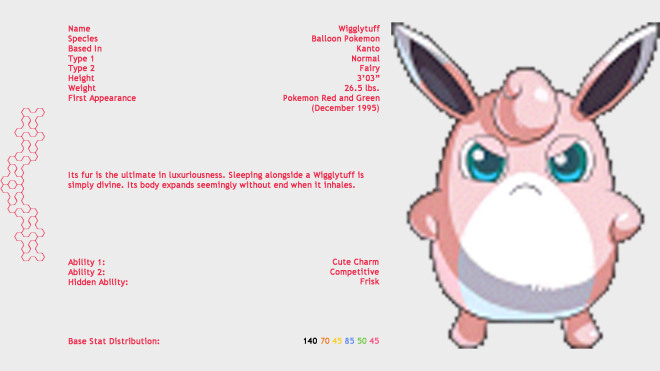 Name Wigglytuff
Species Balloon Pokemon
Based In Kanto
Type 1 Normal
Type 2 Fairy
Height 3'03"
Weight 26.5 lbs.
First Appearance Pokemon Red and Green
(December 1995)
Its fur is the ultimate in luxuriousness. Sleeping alongside a Wigglytuff is
simply divine. Its body expands seemingly without end when it inhales.
Ability 1: Cute Charm
Ability 2: Competitive
Hidden Ability: Frisk
Base Stat Distribution: 140 70 45 85 50 45